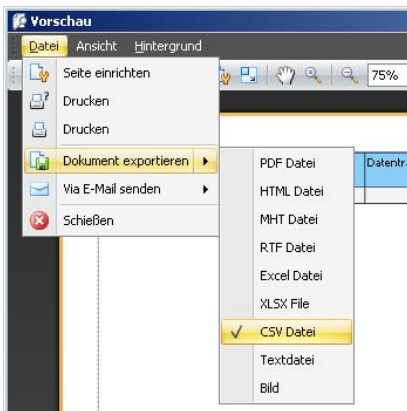 Vorschau
Datei Ansicht Hintergrund
75%
Seite einrichten
Drucken
Drucken
Dokument exportieren
Via E-Mail senden
Schießen
Datentr
PDF Datei
HTML Datei
MHT Datei
RTF Datei
Excel Datei
XLSX File
CSV Datei
Textdatei
Bild